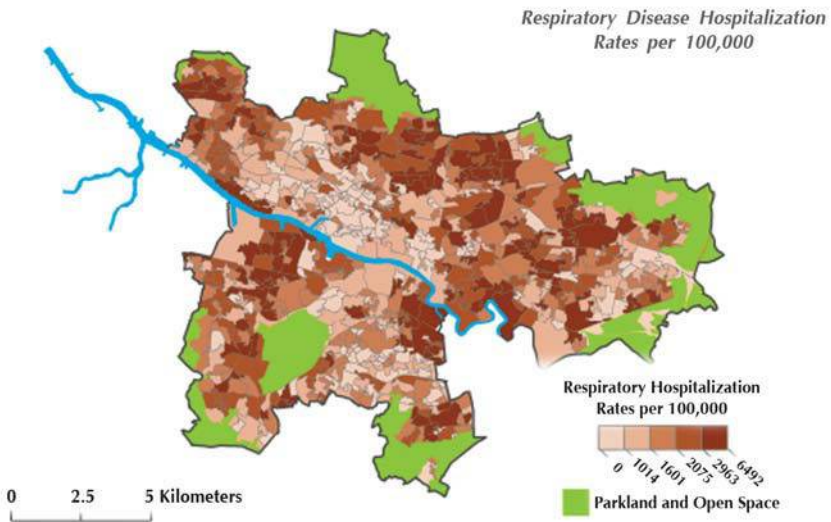 Respiratory Disease Hospitalization
Rates per 100,000
Respiratory Hospitalization
Rates per 100,000
0
1014
1601
2075
2963
6492
Parkland and Open Space
0 2.5 5 Kilometers